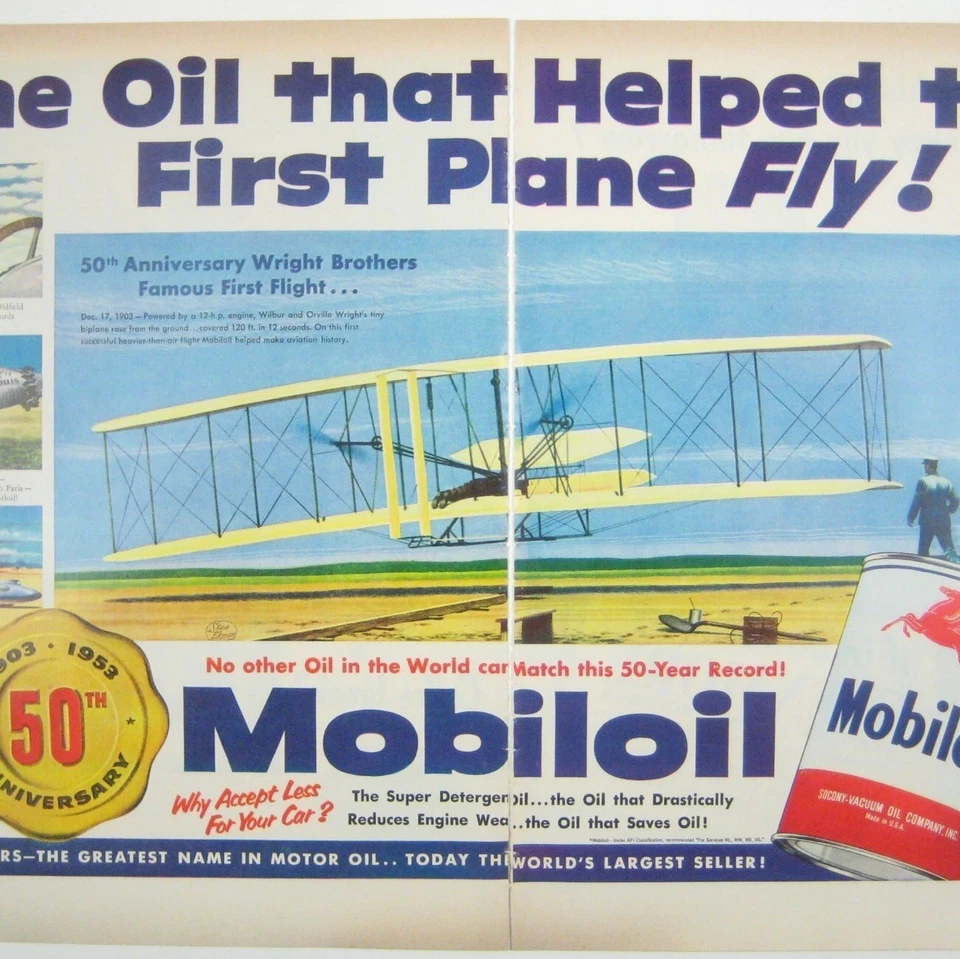 he Oil that Helped t
First Plane Fly!
50th Anniversary Wright Brothers
Famous First Flight...
Dec. 17, 1903—Powered by a 12-h.p. engine, Wilbur and Orville Wright's tiny
biplane rose from the ground...covered 120 ft. in 12 seconds. On this first
successful heavier-than-air flight Mobiloil helped make aviation history.
Paris—
No other Oil in the World can Match this 50-Year Record!
903 · 1953
50TH
NIVERSARY
Mobiloil
Why Accept Less
For Your Car?
The Super Detergen Oil...the Oil that Drastically
Reduces Engine Wea...the Oil that Saves Oil!
RS—THE GREATEST NAME IN MOTOR OIL.. TODAY TH WORLD'S LARGEST SELLER!
Mobilo
SOCONY-VACUUM OIL COMPANY, INC.
Made in U.S.A.